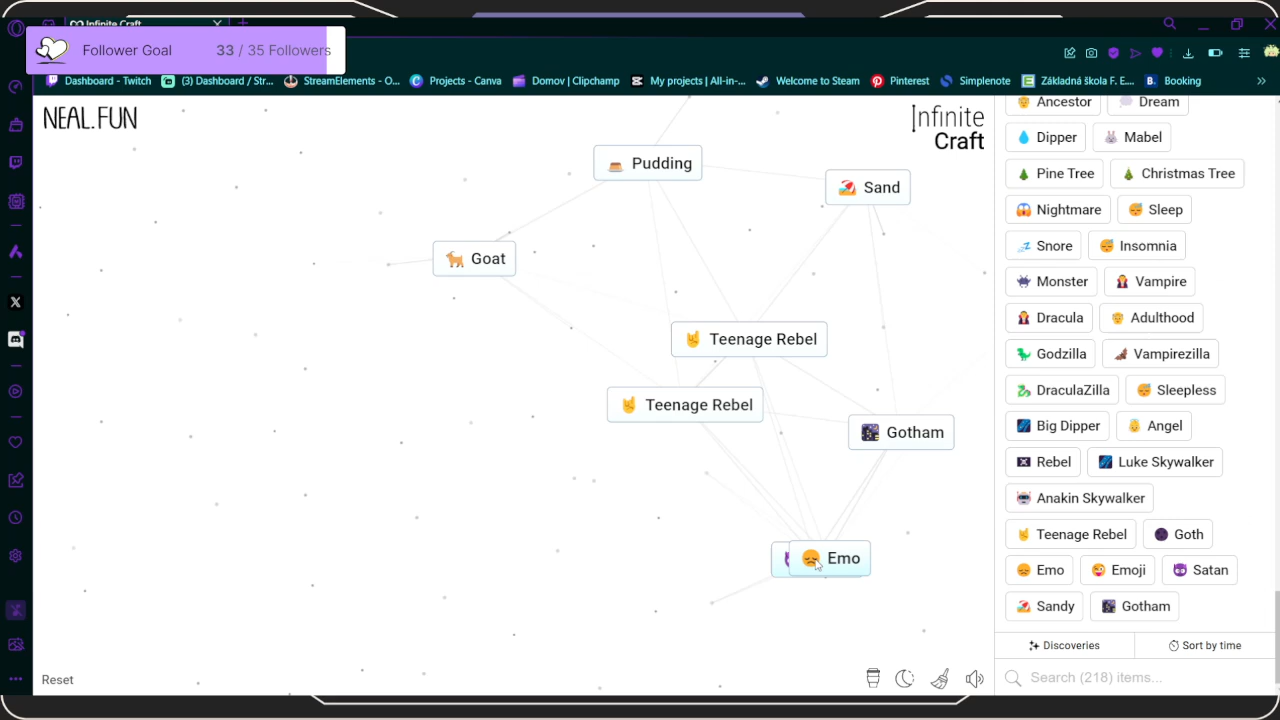 Infinite Craft
Follower Goal 33 / 35 Followers
Dashboard - Twitch (3) Dashboard / Str... StreamElements - O... Projects - Canva Domov | Clipchamp My projects | All-in-... Welcome to Steam Pinterest Simplenote Základná škola F. E... Booking
NEAL.FUN
Infinite
Craft
Pudding
Sand
Goat
Teenage Rebel
Teenage Rebel
Gotham
Emo
Ancestor Dream
Dipper Mabel
Pine Tree Christmas Tree
Nightmare Sleep
Snore Insomnia
Monster Vampire
Dracula Adulthood
Godzilla Vampirezilla
DraculaZilla Sleepless
Big Dipper Angel
Rebel Luke Skywalker
Anakin Skywalker
Teenage Rebel Goth
Emo Emoji Satan
Sandy Gotham
Discoveries Sort by time
Search (218) items...
Reset